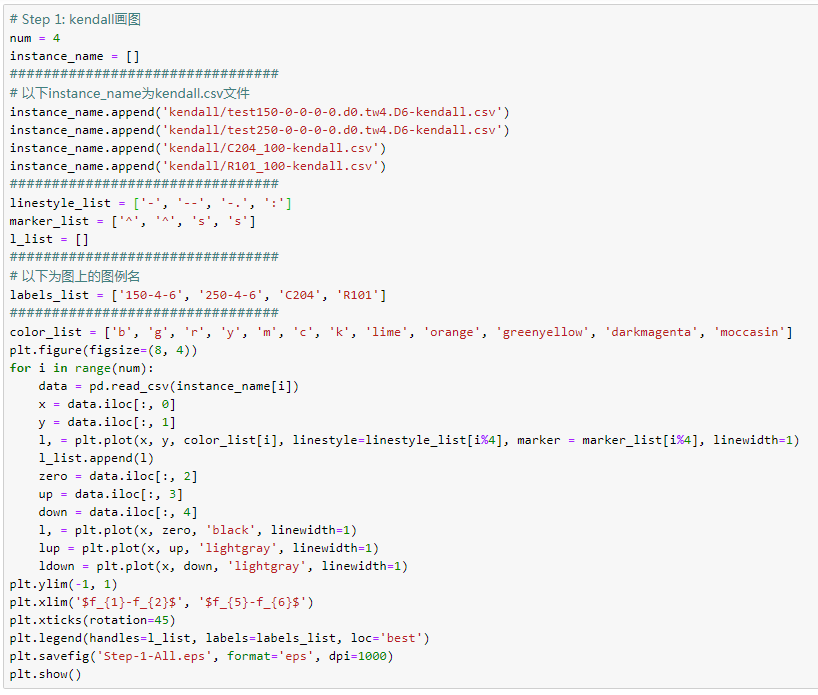 # Step 1: kendall画图
num = 4
instance_name = []
################################
# 以下instance_name为kendall.csv文件
instance_name.append('kendall/test150-0-0-0-0.d0.tw4.D6-kendall.csv')
instance_name.append('kendall/test250-0-0-0-0.d0.tw4.D6-kendall.csv')
instance_name.append('kendall/C204_100-kendall.csv')
instance_name.append('kendall/R101_100-kendall.csv')
################################
linestyle_list = ['-', '--', '-.', ':']
marker_list = ['^', '^', 's', 's']
l_list = []
################################
# 以下为图上的图例名
labels_list = ['150-4-6', '250-4-6', 'C204', 'R101']
################################
color_list = ['b', 'g', 'r', 'y', 'm', 'c', 'k', 'lime', 'orange', 'greenyellow', 'darkmagenta', 'moccasin']
plt.figure(figsize=(8, 4))
for i in range(num):
    data = pd.read_csv(instance_name[i])
    x = data.iloc[:, 0]
    y = data.iloc[:, 1]
    l, = plt.plot(x, y, color_list[i], linestyle=linestyle_list[i%4], marker = marker_list[i%4], linewidth=1)
    l_list.append(l)
    zero = data.iloc[:, 2]
    up = data.iloc[:, 3]
    down = data.iloc[:, 4]
    l, = plt.plot(x, zero, 'black', linewidth=1)
    lup = plt.plot(x, up, 'lightgray', linewidth=1)
    ldown = plt.plot(x, down, 'lightgray', linewidth=1)
plt.ylim(-1, 1)
plt.xlim('$f_{1}-f_{2}$', '$f_{5}-f_{6}$')
plt.xticks(rotation=45)
plt.legend(handles=l_list, labels=labels_list, loc='best')
plt.savefig('Step-1-All.eps', format='eps', dpi=1000)
plt.show()